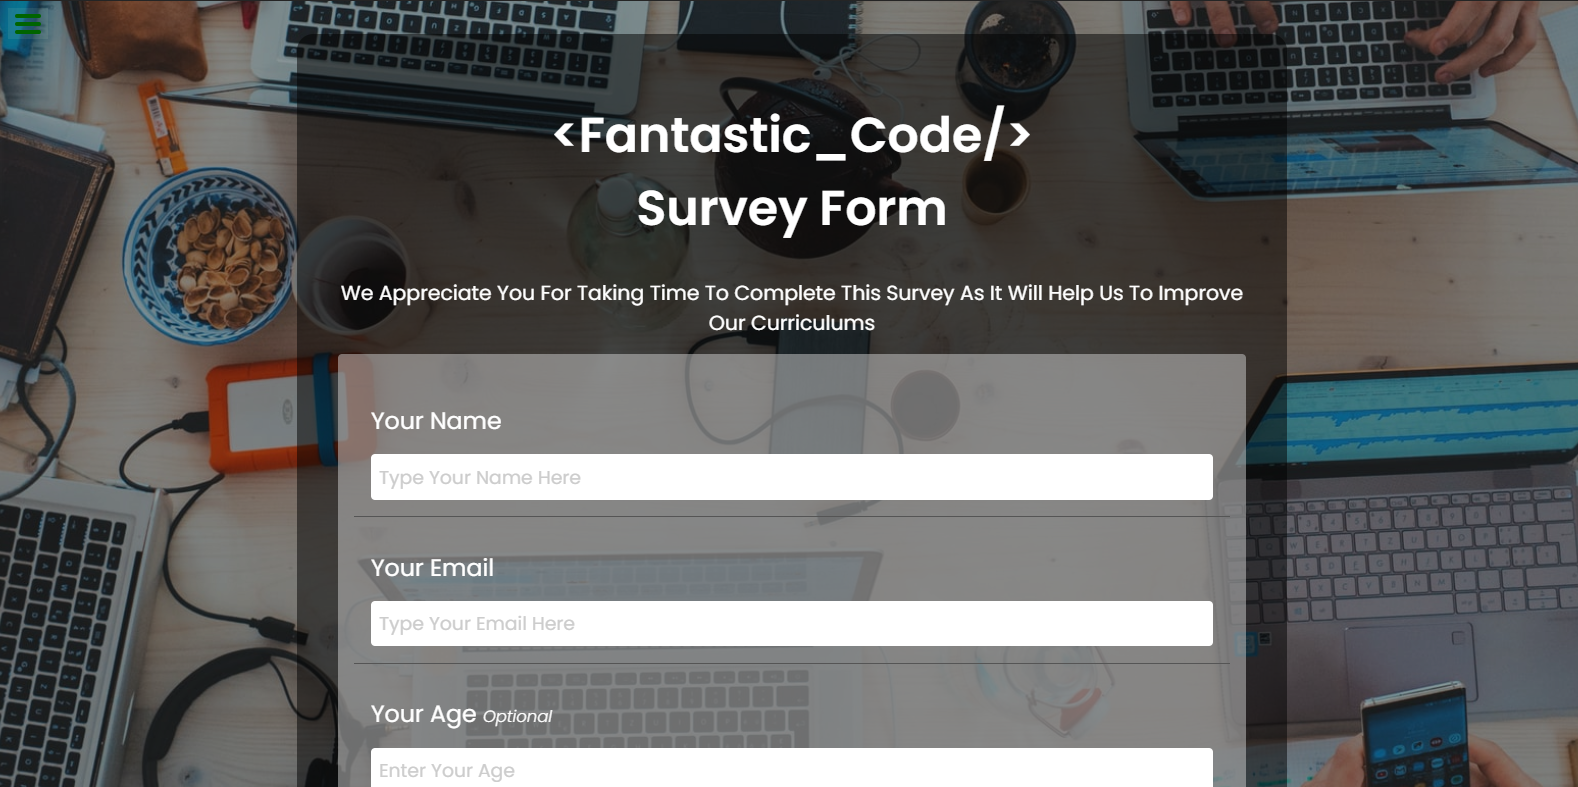 <Fantastic_Code/>
Survey Form
We Appreciate You For Taking Time To Complete This Survey As It Will Help Us To Improve
Our Curriculums
Your Name
Type Your Name Here
Your Email
Type Your Email Here
Your Age Optional
Enter Your Age